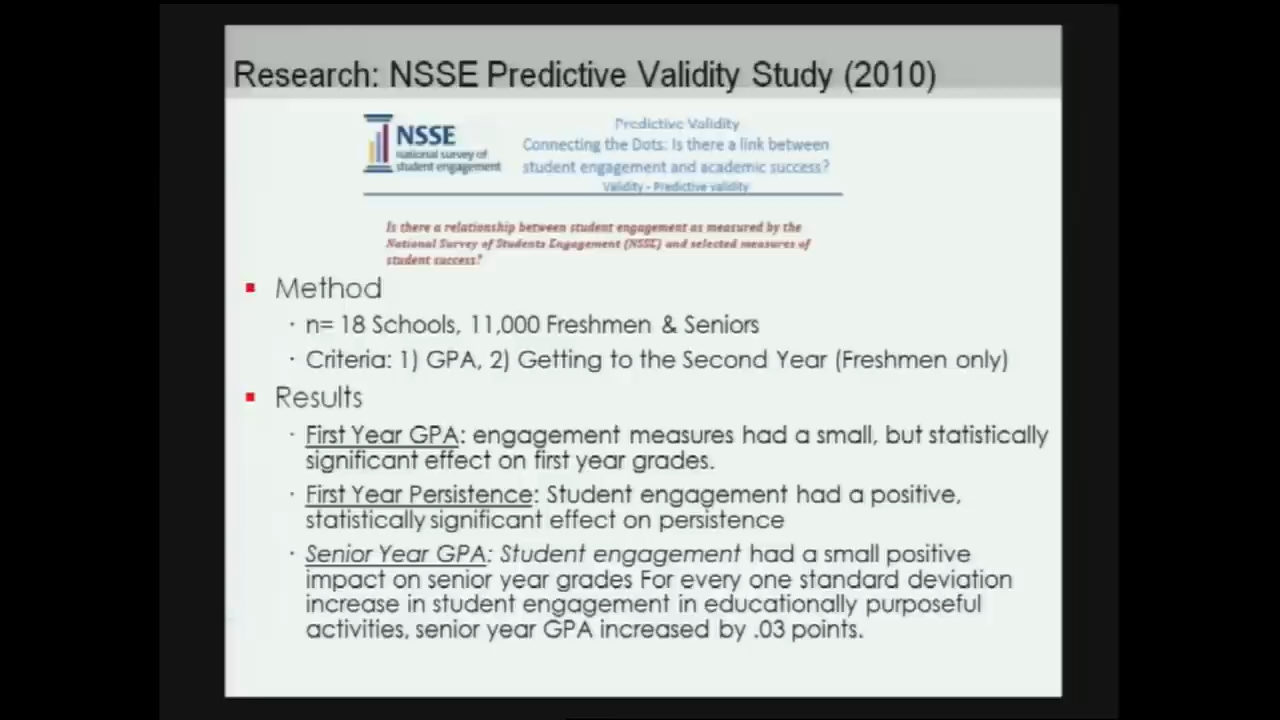 Research: NSSE Predictive Validity Study (2010)
NSSE
national survey of
student engagement
Predictive Validity
Connecting the Dots: Is there a link between
student engagement and academic success?
Validity - Predictive validity
Is there a relationship between student engagement as measured by the
National Survey of Students Engagement (NSSE) and selected measures of
student success?
▪ Method
· n= 18 Schools, 11,000 Freshmen & Seniors
· Criteria: 1) GPA, 2) Getting to the Second Year (Freshmen only)
▪ Results
· First Year GPA: engagement measures had a small, but statistically
significant effect on first year grades.
· First Year Persistence: Student engagement had a positive,
statistically significant effect on persistence
· Senior Year GPA: Student engagement had a small positive
impact on senior year grades For every one standard deviation
increase in student engagement in educationally purposeful
activities, senior year GPA increased by .03 points.